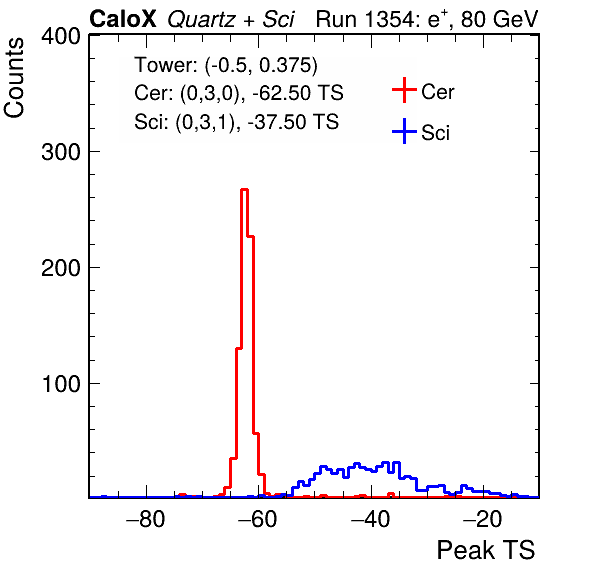 CaloX Quartz + Sci Run 1354: e⁺, 80 GeV
Counts
400
300
200
100
Tower: (-0.5, 0.375)
Cer: (0,3,0), -62.50 TS
Sci: (0,3,1), -37.50 TS
Cer
Sci
−80 −60 −40 −20
Peak TS